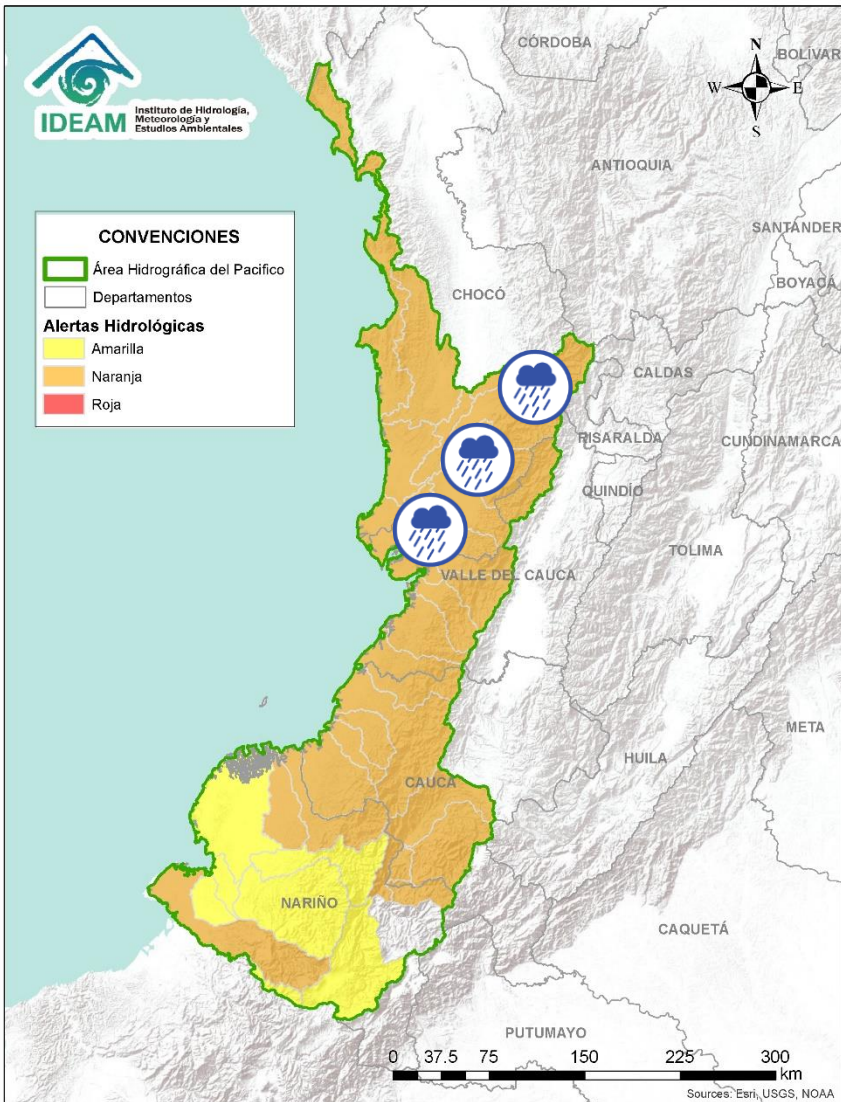 IDEAM
Instituto de Hidrología,
Meteorología y
Estudios Ambientales
CÓRDOBA
BOLÍVAR
N
W
E
S
ANTIOQUIA
SANTANDER
BOYACÁ
CONVENCIONES
Área Hidrográfica del Pacifico
Departamentos
Alertas Hidrológicas
Amarilla
Naranja
Roja
CHOCÓ
CALDAS
RISARALDA
CUNDINAMARCA
QUINDÍO
TOLIMA
VALLE DEL CAUCA
META
HUILA
CAUCA
NARIÑO
CAQUETÁ
PUTUMAYO
0 37.5 75 150 225 300
km
Sources: Esri, USGS, NOAA